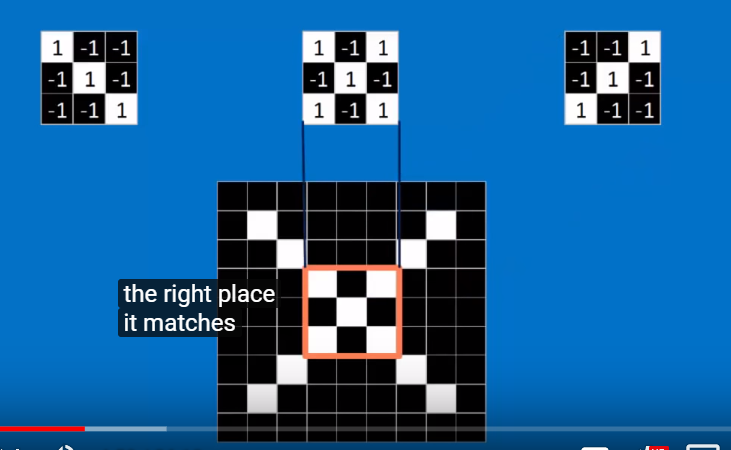 1 -1 -1 1 -1 1 -1 -1 1
-1 1 -1 -1 1 -1 -1 1 -1
-1 -1 1 1 -1 1 1 -1 -1
the right place
it matches